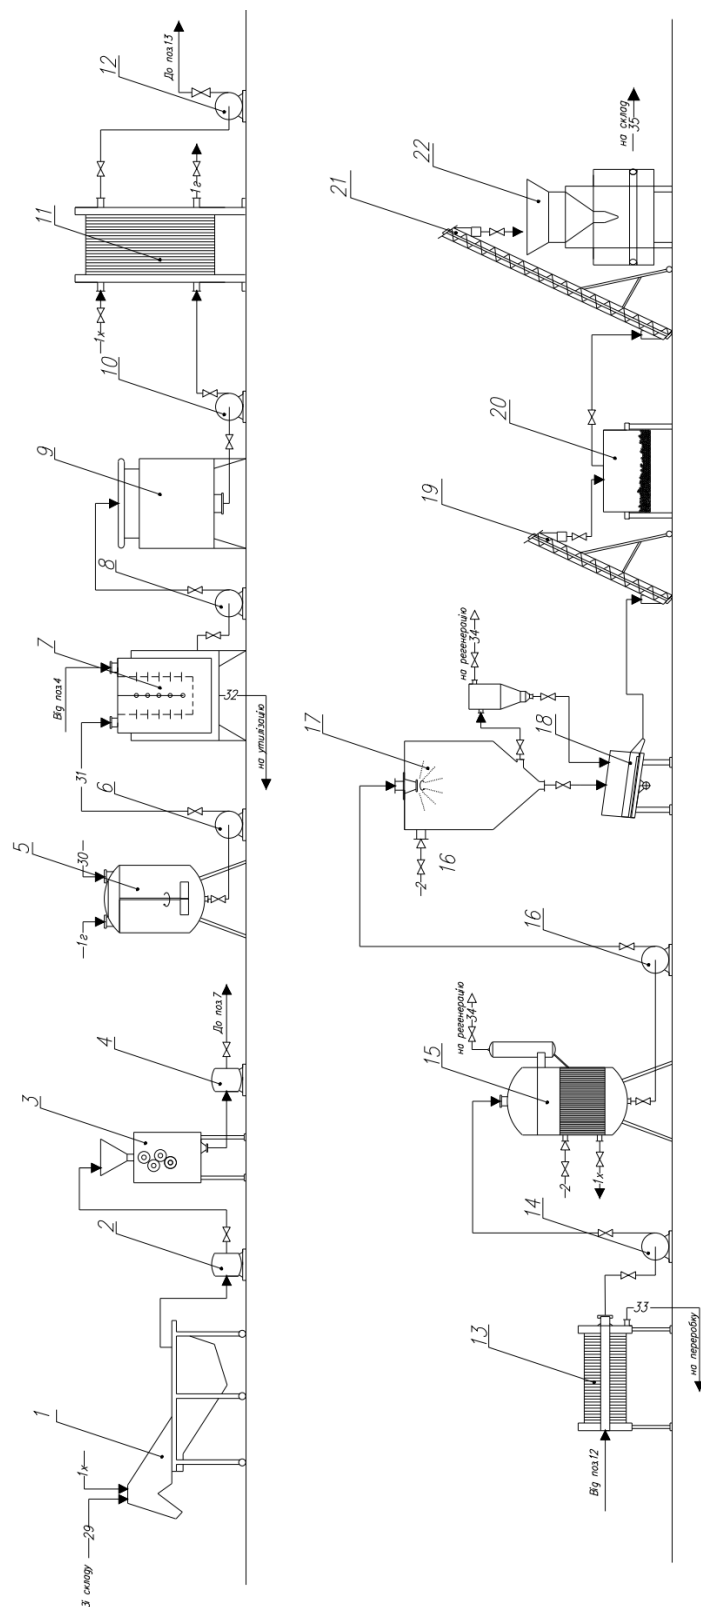 Зі складу
29
1х
1
2
3
4
До поз.7
1г
30
5
6
31
Від поз.4
7
32
на утилізацію
8
9
10
1х
11
1г
12
До поз.13
Від поз.12
13
33
на переробку
14
2
1х
15
на регенерацію
34
16
2
16
17
на регенерацію
34
18
19
20
21
22
на склад
35